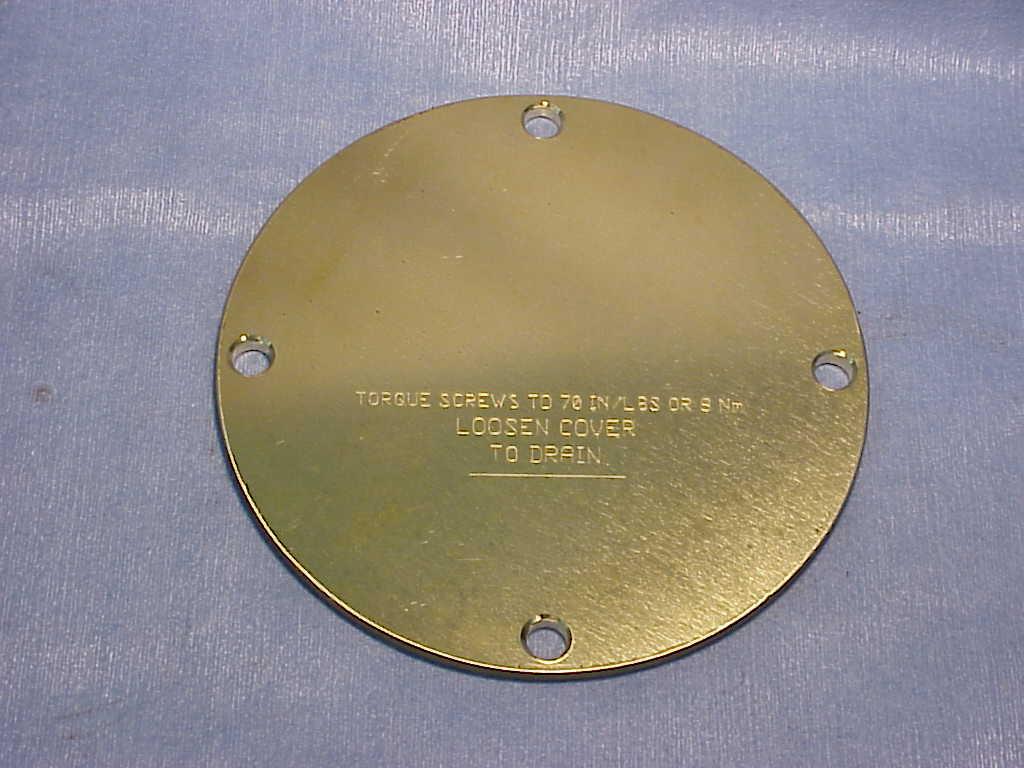 TORQUE SCREWS TO 70 IN/LBS OR 8 Nm
LOOSEN COVER
TO DRAIN.